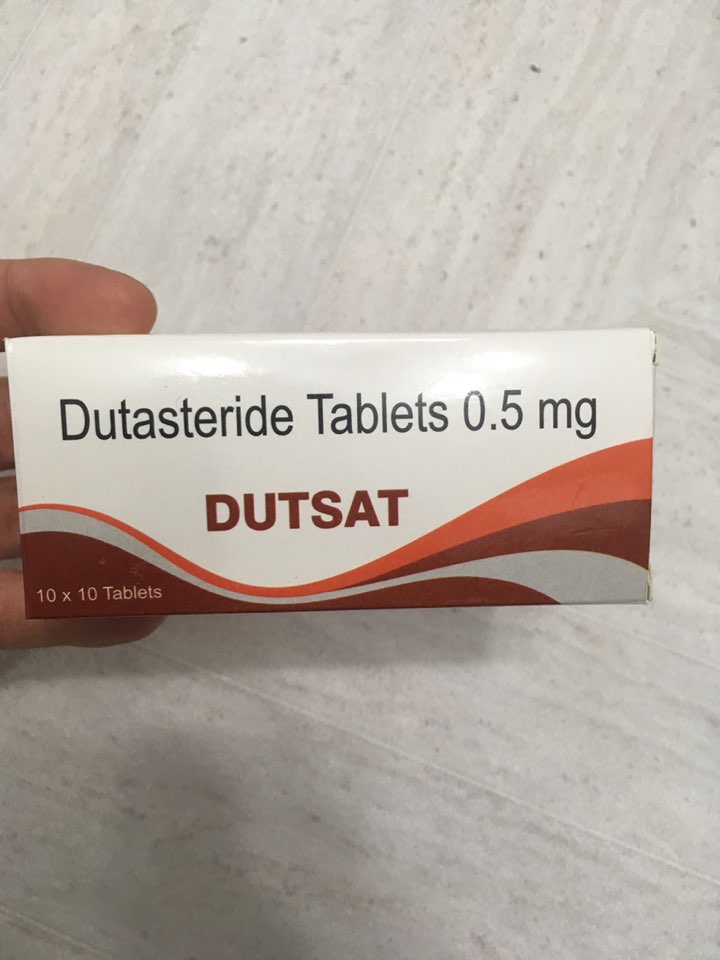 Dutasteride Tablets 0.5 mg
DUTSAT
10 x 10 Tablets